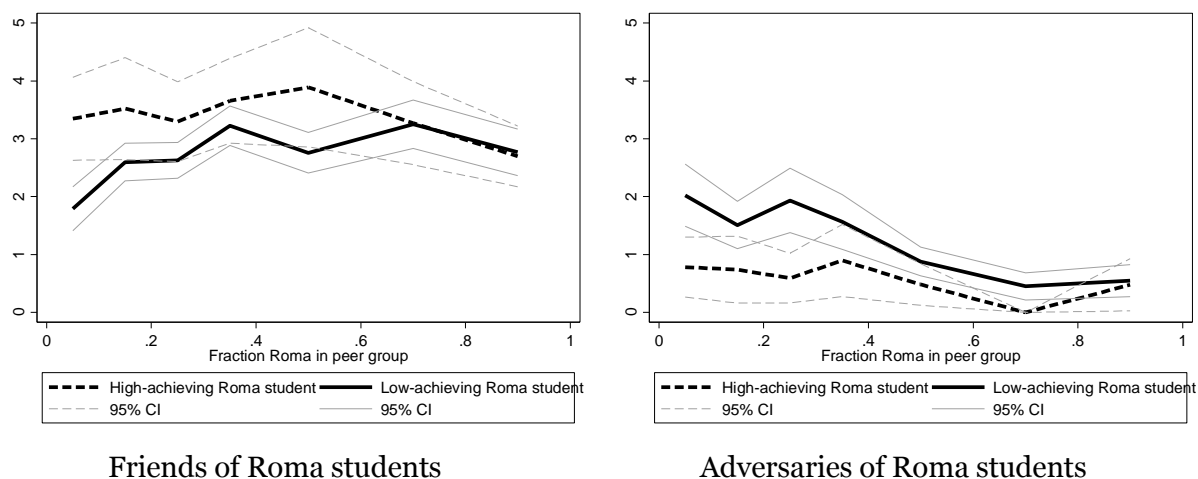 5
4
3
2
1
0
0 .2 .4 .6 .8 1
Fraction Roma in peer group
High-achieving Roma student Low-achieving Roma student
95% CI 95% CI
Friends of Roma students
5
4
3
2
1
0
0 .2 .4 .6 .8 1
Fraction Roma in peer group
High-achieving Roma student Low-achieving Roma student
95% CI 95% CI
Adversaries of Roma students